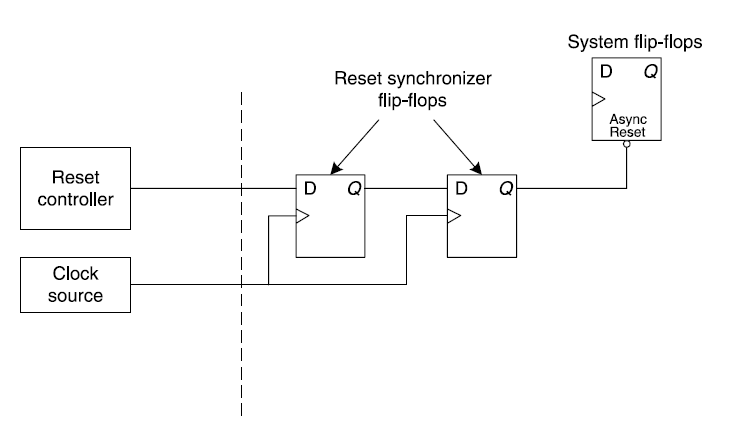 System flip-flops
D Q
Async
Reset
Reset synchronizer
flip-flops
Reset
controller
D Q
D Q
Clock
source